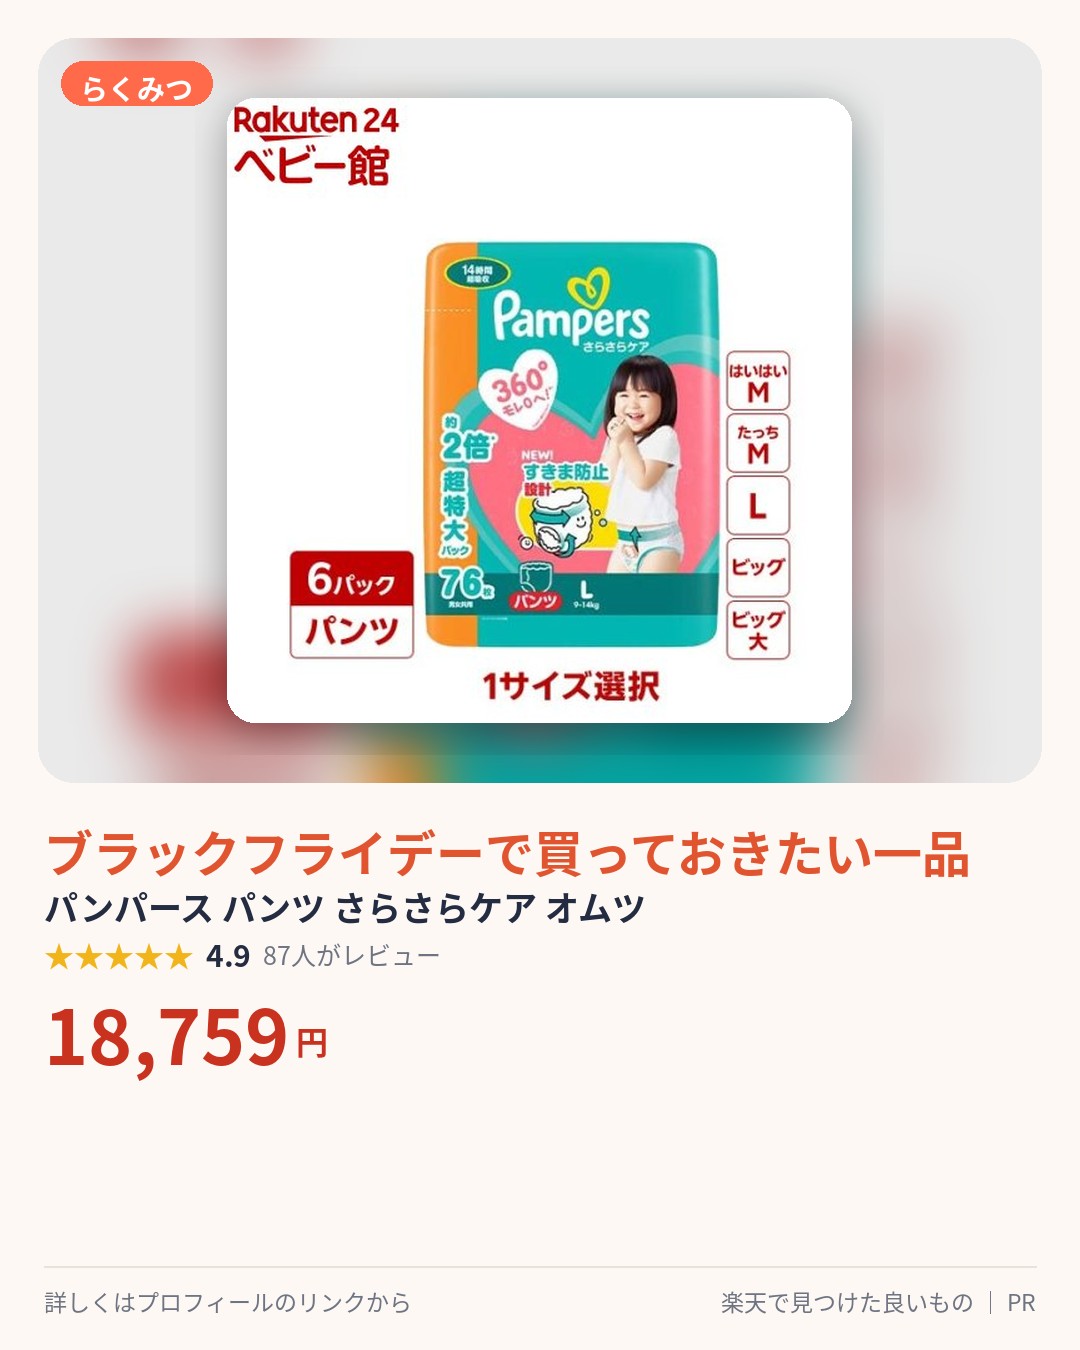 らくみつ
Rakuten 24
ベビー館
14時間
超吸収
Pampers
さらさらケア
360°
モレ0へ!
約
2倍
超特大
パック
76枚
男女共用
NEW!
すきま防止
設計
パンツ
L
9-14kg
はいはい
M
たっち
M
L
ビッグ
ビッグ
大
6パック
パンツ
1サイズ選択
ブラックフライデーで買っておきたい一品
パンパース パンツ さらさらケア オムツ
★★★★★ 4.9 87人がレビュー
18,759円
詳しくはプロフィールのリンクから
楽天で見つけた良いもの | PR